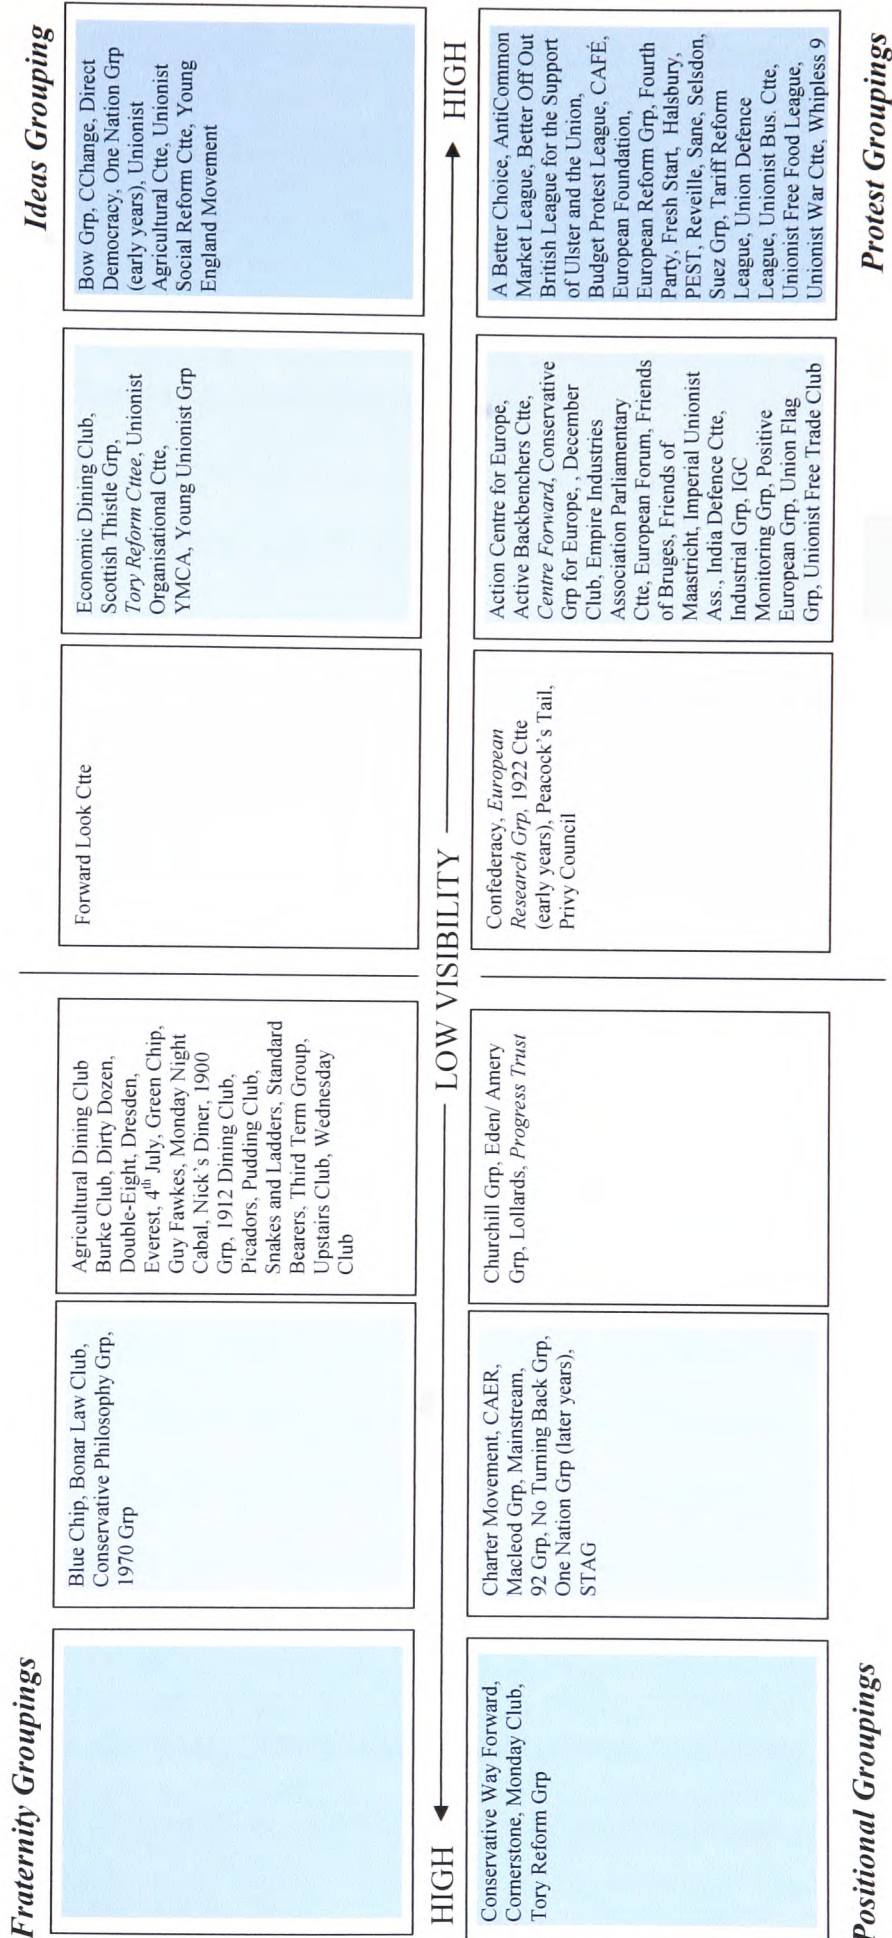 Fraternity Groupings
Ideas Grouping
Blue Chip, Bonar Law Club,
Conservative Philosophy Grp,
1970 Grp
Agricultural Dining Club
Burke Club, Dirty Dozen,
Double-Eight, Dresden,
Everest, 4th July, Green Chip,
Guy Fawkes, Monday Night
Cabal, Nick's Diner, 1900
Grp, 1912 Dining Club,
Picadors, Pudding Club,
Snakes and Ladders, Standard
Bearers, Third Term Group,
Upstairs Club, Wednesday
Club
Forward Look Ctte
Economic Dining Club,
Scottish Thistle Grp,
Tory Reform Cttee, Unionist
Organisational Ctte,
YMCA, Young Unionist Grp
Bow Grp, CChange, Direct
Democracy, One Nation Grp
(early years), Unionist
Agricultural Ctte, Unionist
Social Reform Ctte, Young
England Movement
HIGH
LOW VISIBILITY
HIGH
Conservative Way Forward,
Cornerstone, Monday Club,
Tory Reform Grp
Charter Movement, CAER,
Macleod Grp, Mainstream,
92 Grp, No Turning Back Grp,
One Nation Grp (later years),
STAG
Churchill Grp, Eden/ Amery
Grp, Lollards, Progress Trust
Confederacy, European
Research Grp, 1922 Ctte
(early years), Peacock's Tail,
Privy Council
Action Centre for Europe,
Active Backbenchers Ctte,
Centre Forward, Conservative
Grp for Europe, , December
Club, Empire Industries
Association Parliamentary
Ctte, European Forum, Friends
of Bruges, Friends of
Maastricht, Imperial Unionist
Ass., India Defence Ctte,
Industrial Grp, IGC
Monitoring Grp, Positive
European Grp, Union Flag
Grp, Unionist Free Trade Club
A Better Choice, AntiCommon
Market League, Better Off Out
British League for the Support
of Ulster and the Union,
Budget Protest League, CAFÉ,
European Foundation,
European Reform Grp, Fourth
Party, Fresh Start, Halsbury,
PEST, Reveille, Sane, Selsdon,
Suez Grp, Tariff Reform
League, Union Defence
League, Unionist Bus. Ctte,
Unionist Free Food League,
Unionist War Ctte, Whipless 9
Positional Groupings
Protest Groupings